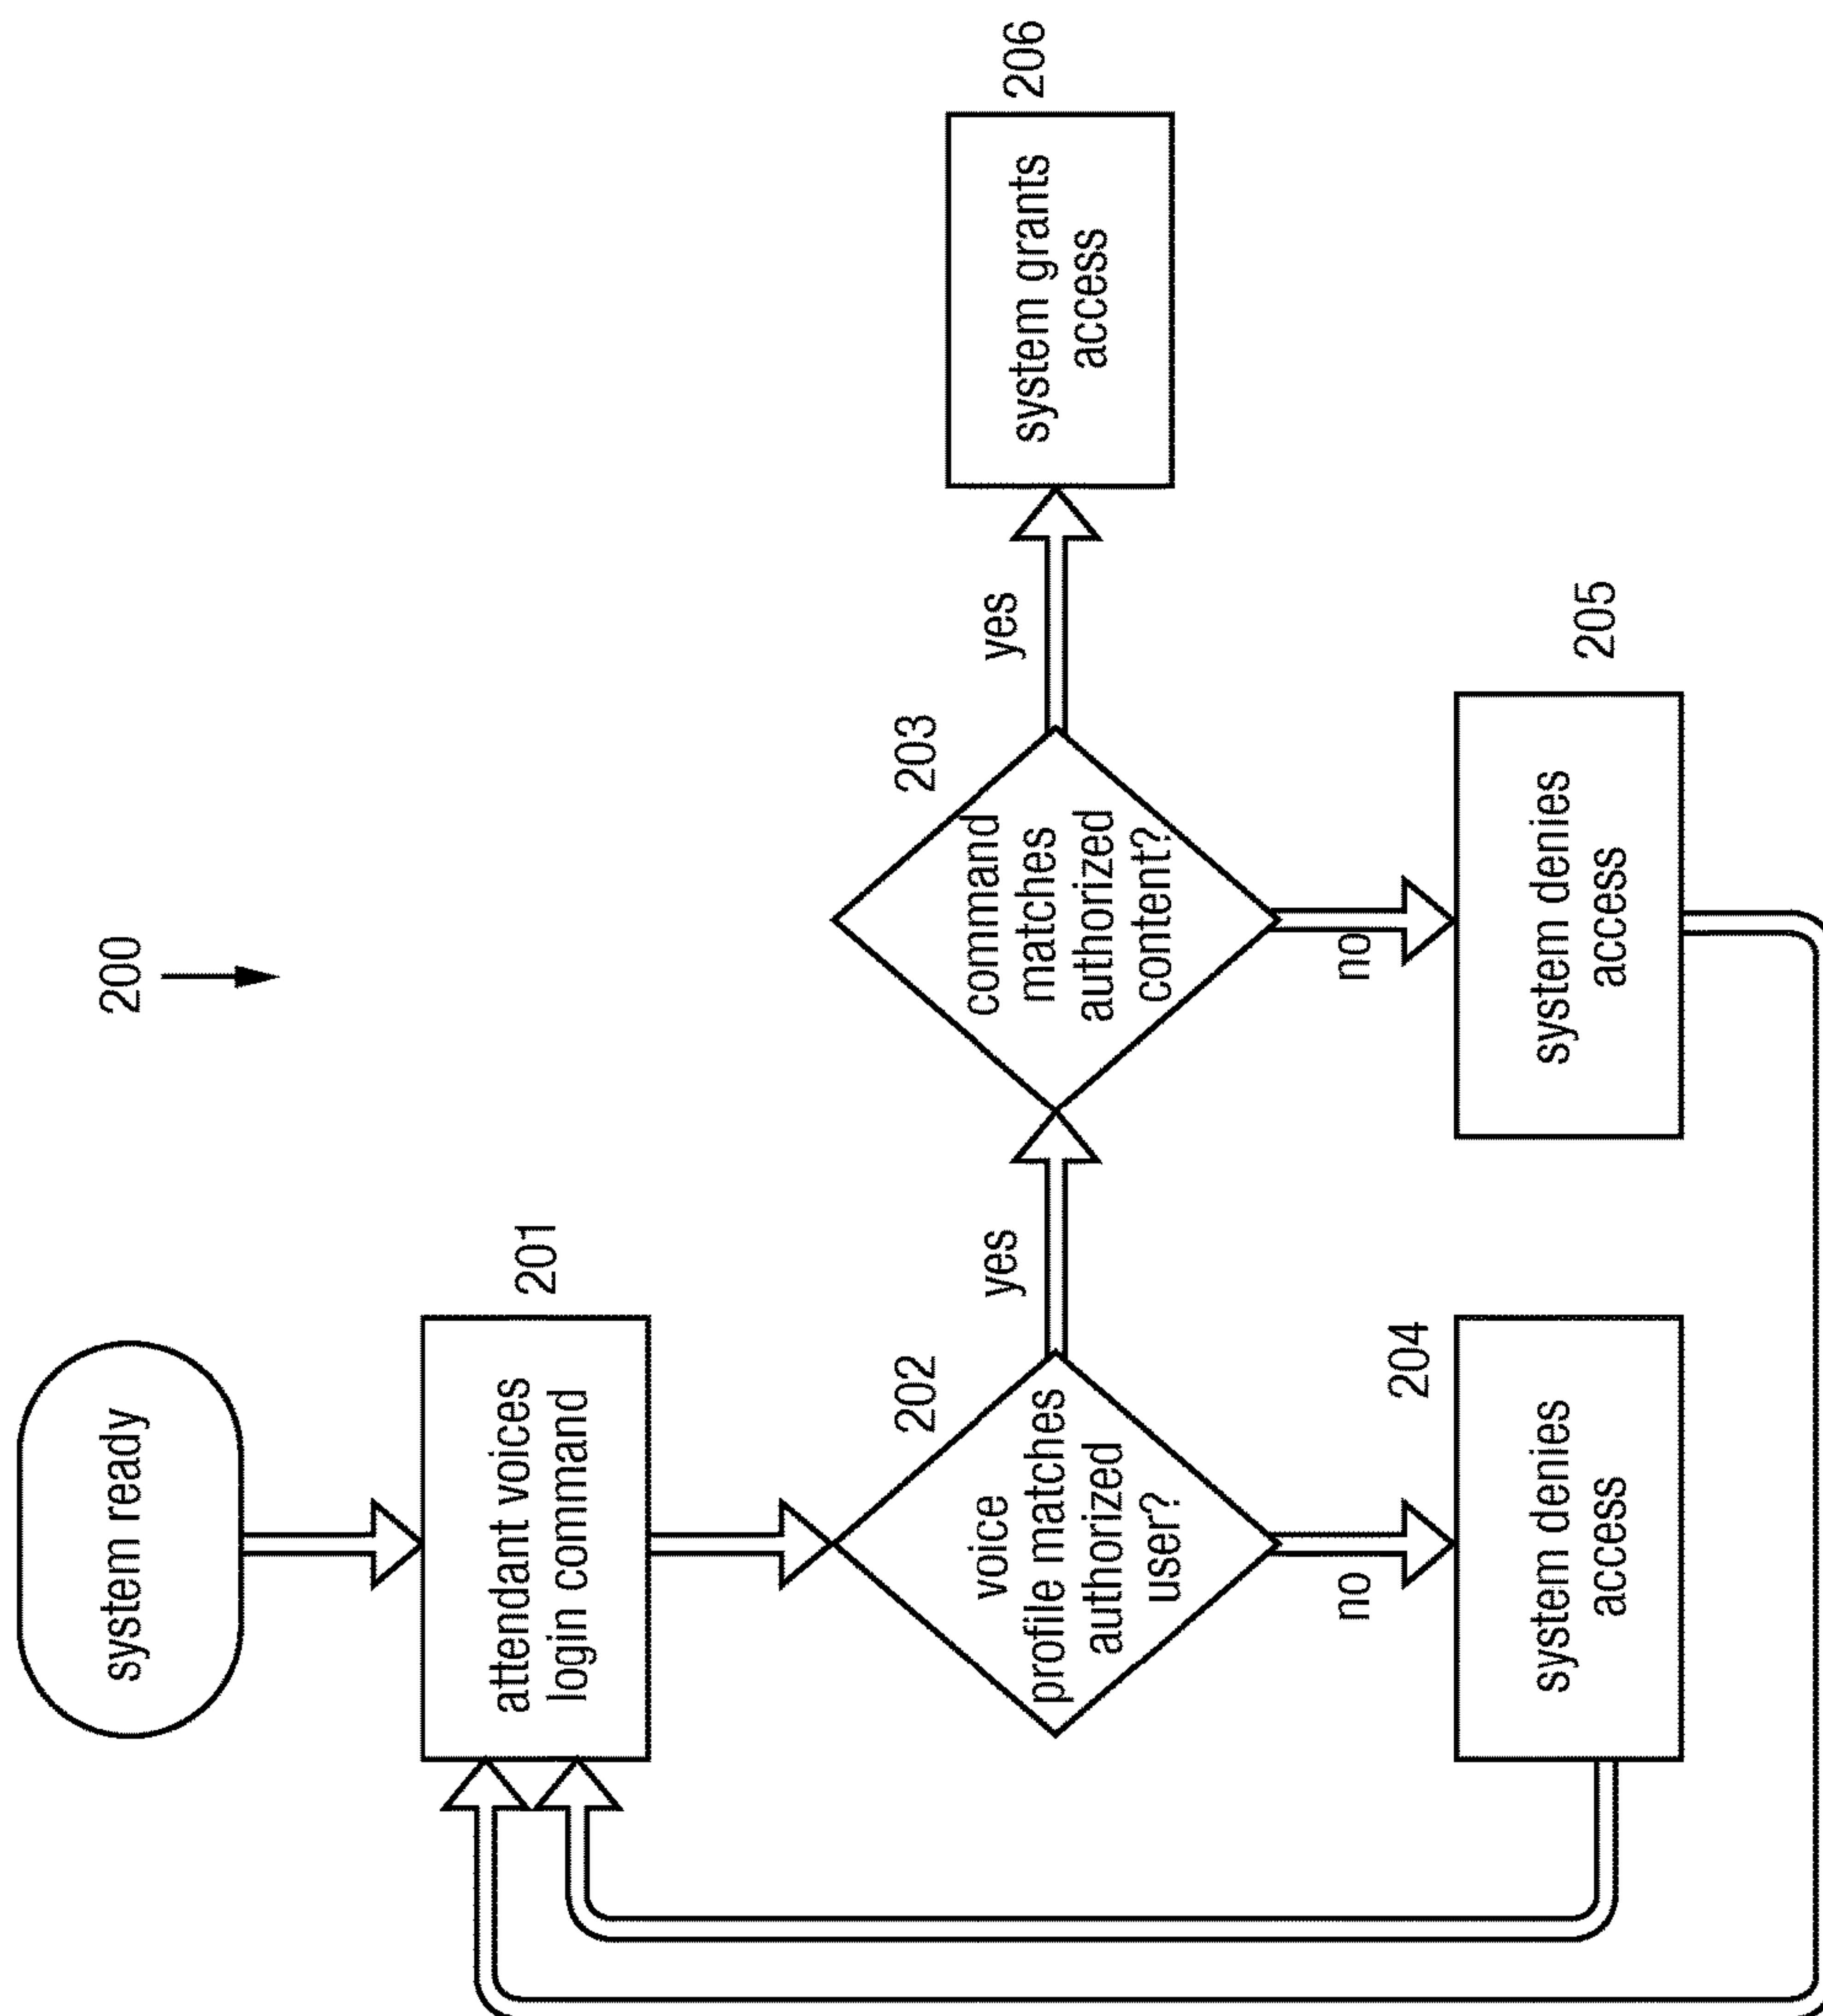 200
system ready
attendant voices
login command
201
voice
profile matches
authorized
user?
202
yes
no
command
matches
authorized
content?
203
yes
no
system grants
access
206
system denies
access
204
system denies
access
205